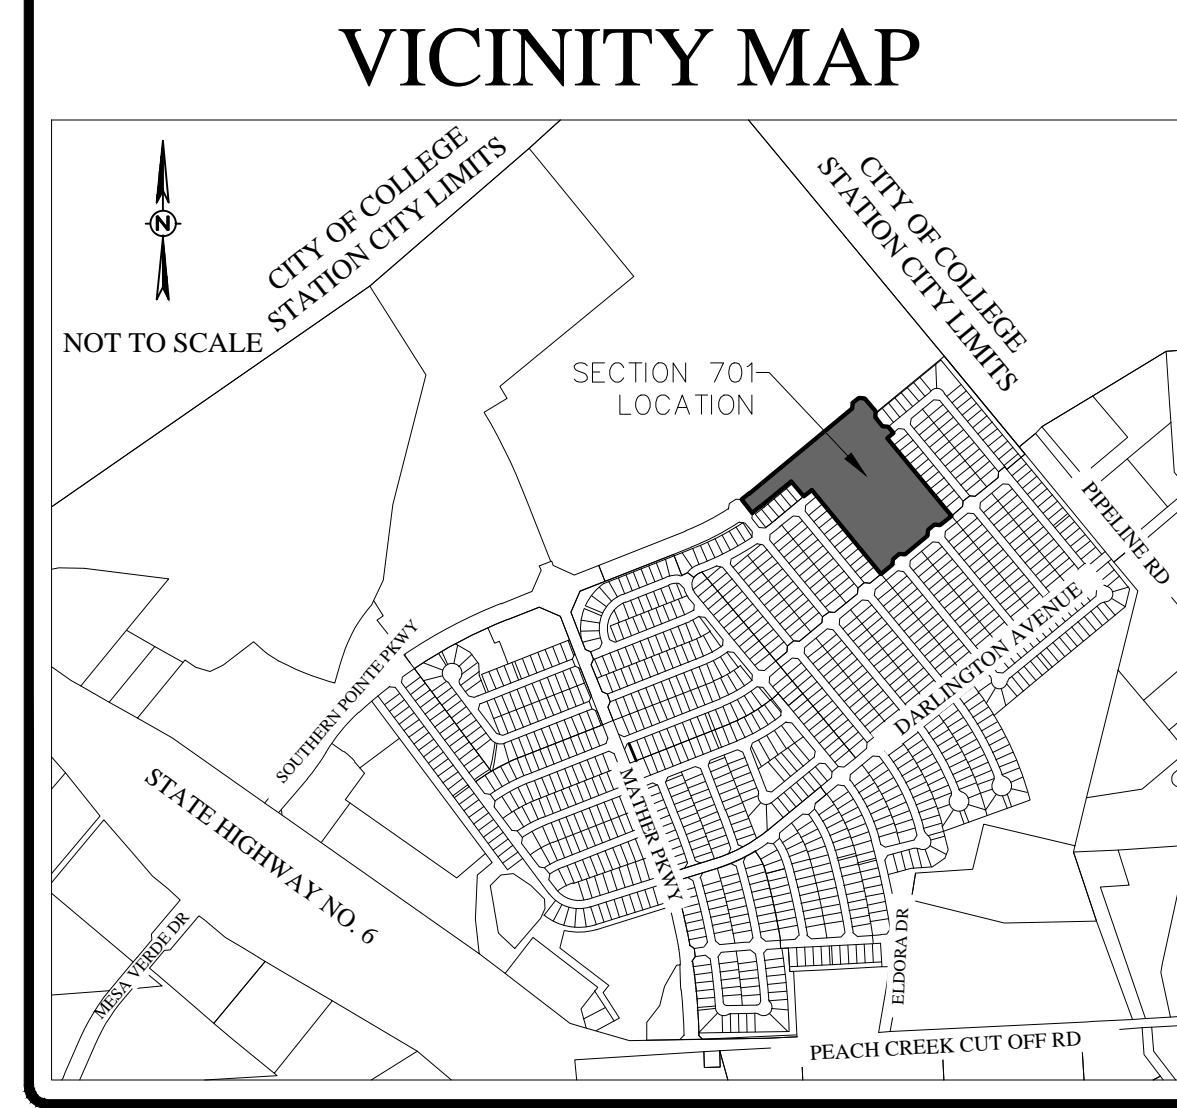 VICINITY MAP
CITY OF COLLEGE
STATION CITY LIMITS
CITY OF COLLEGE
STATION CITY LIMITS
N
NOT TO SCALE
SECTION 701
LOCATION
PIPELINE RD
DARLINGTON AVENUE
SOUTHERN POINTE PKWY
STATE HIGHWAY NO. 6
MATHER PKWY
MESA VERDE DR
ELDORA DR
PEACH CREEK CUT OFF RD